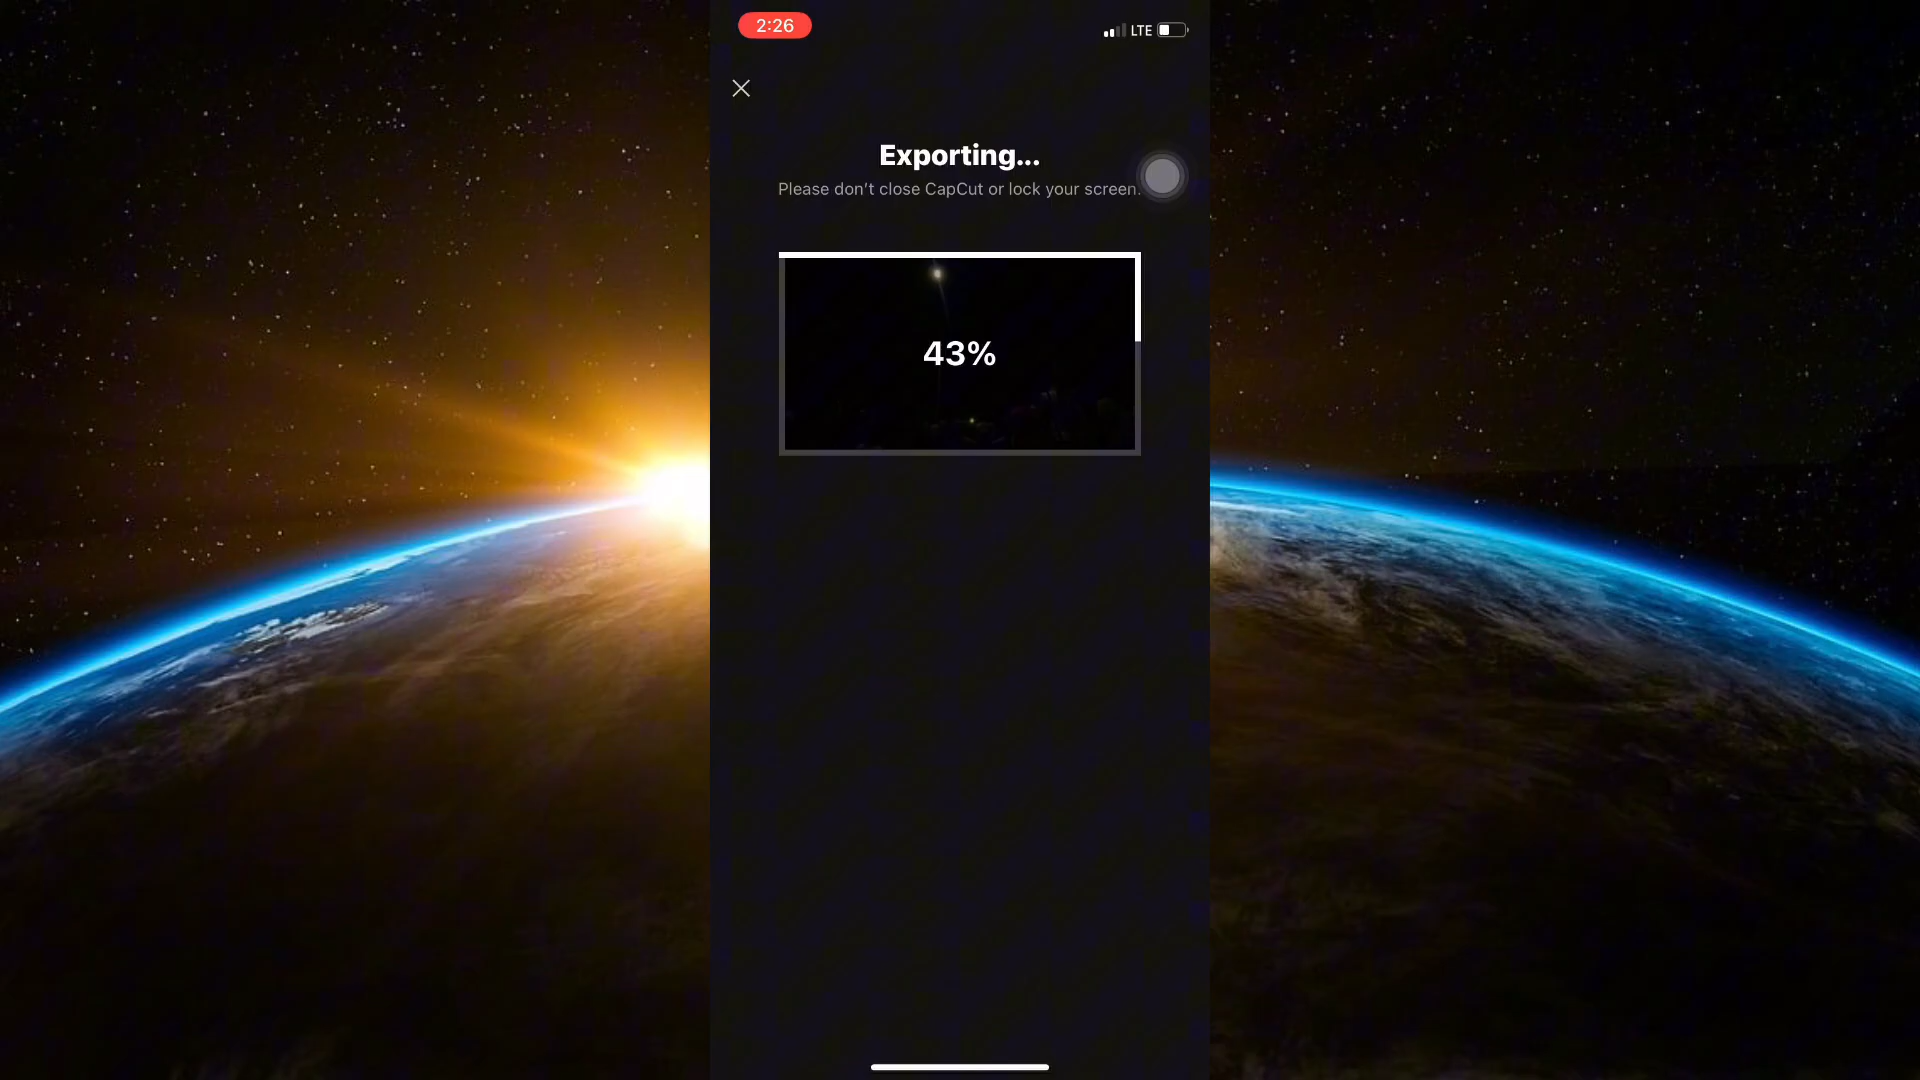 2:26
LTE
Exporting...
Please don't close CapCut or lock your screen.
43%